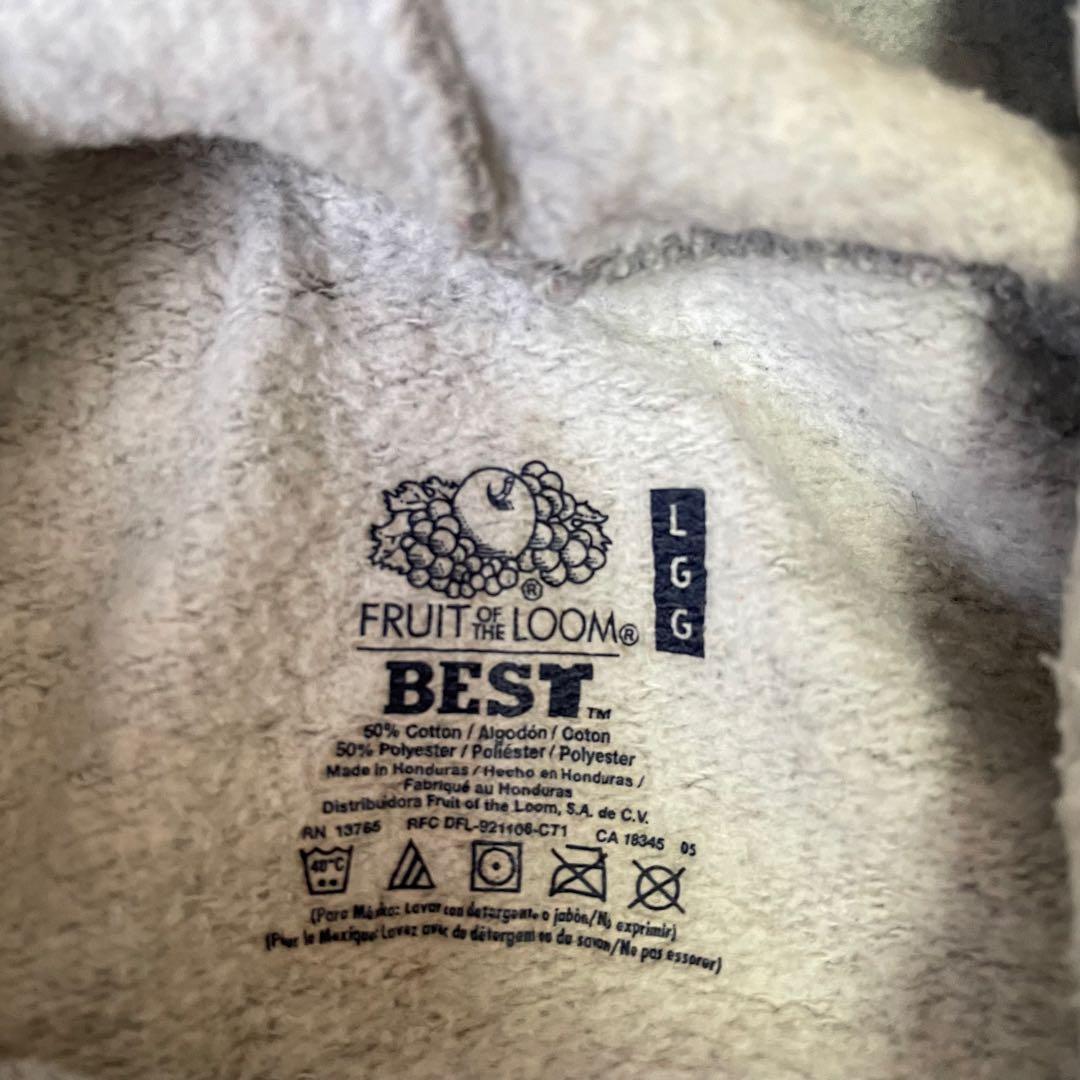 FRUIT OF THE LOOM®
L G G
BEST™
50% Cotton / Algodón / Coton
50% Polyester / Poliéster / Polyester
Made in Honduras / Hecho en Honduras /
Fabriqué au Honduras
Distribuidora Fruit of the Loom, S.A. de C.V.
RN 13765 RFC DFL-921106-CT1 CA 18345 05
40°C
(Para México: Lavar con detergente o jabón/No exprimir)
(Pour le Mexique: Lavez avec du détergent ou du savon/Ne pas essorer)